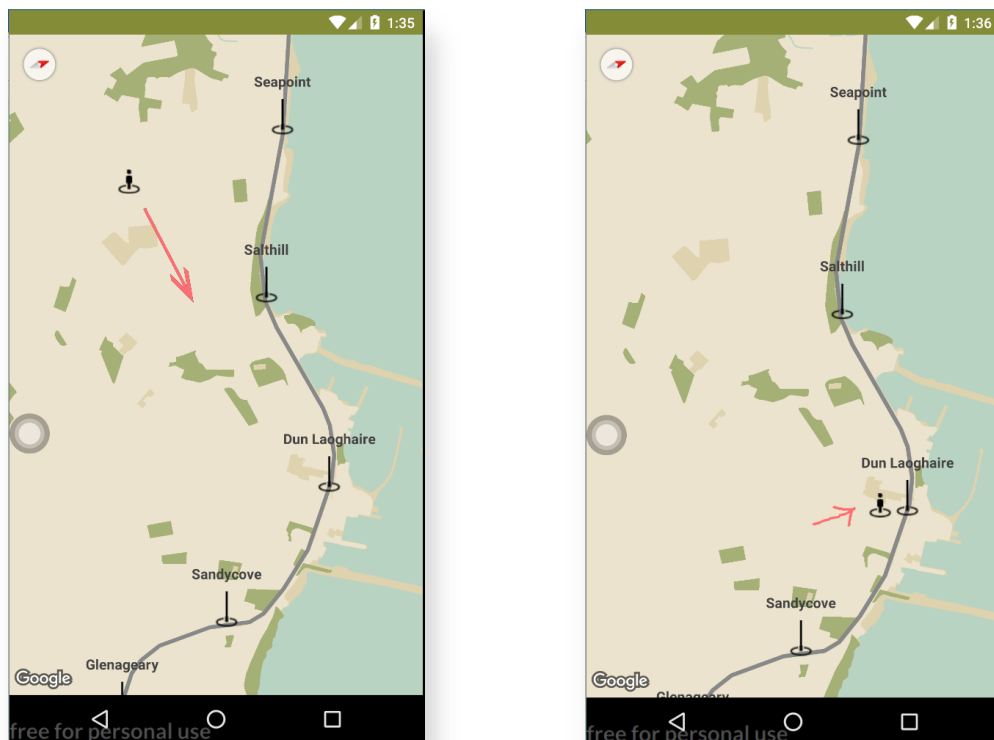 1:35
Seapoint
Salthill
Dun Laoghaire
Sandycove
Glenageary
Google
free for personal use
1:36
Seapoint
Salthill
Dun Laoghaire
Sandycove
Glenageary
Google
free for personal use